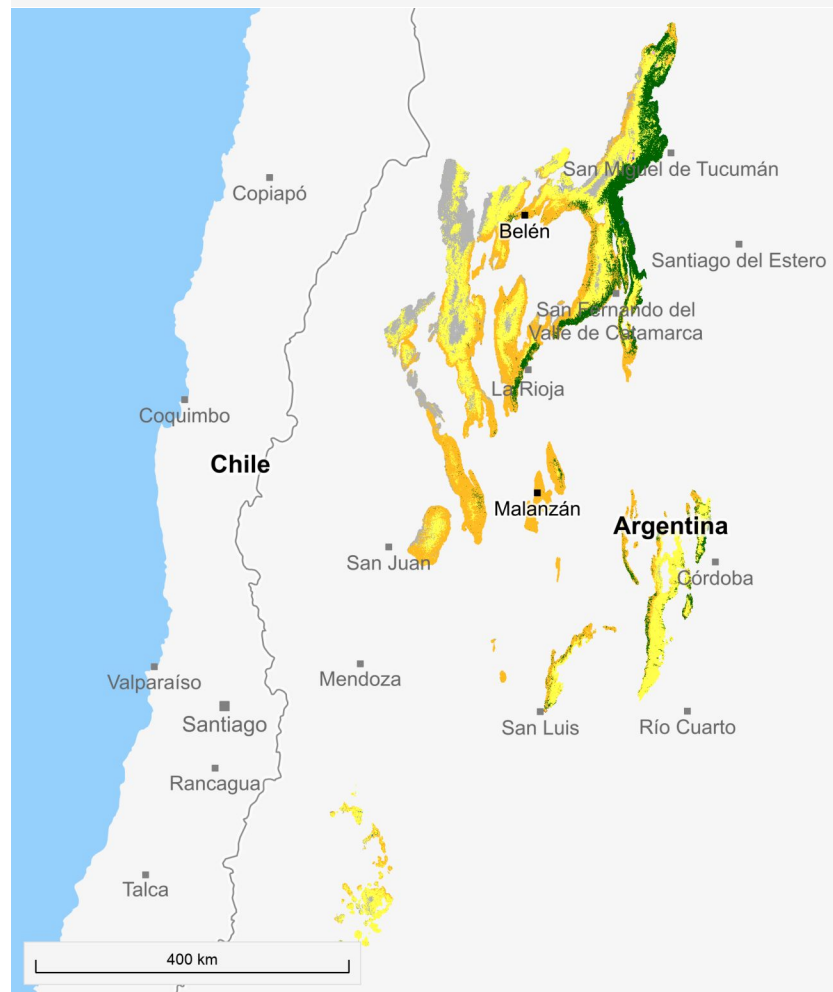 San Miguel de Tucumán
Copiapó
Belén
Santiago del Estero
San Fernando del
Valle de Catamarca
La Rioja
Coquimbo
Chile
Malanzán
Argentina
San Juan
Córdoba
Valparaíso
Mendoza
Santiago
San Luis
Río Cuarto
Rancagua
Talca
400 km